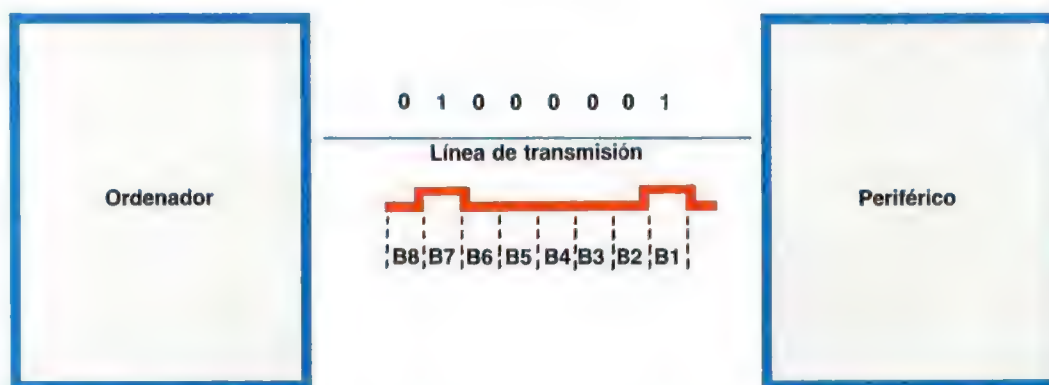 0 1 0 0 0 0 0 1
Línea de transmisión
Ordenador
Periférico
B8 B7 B6 B5 B4 B3 B2 B1